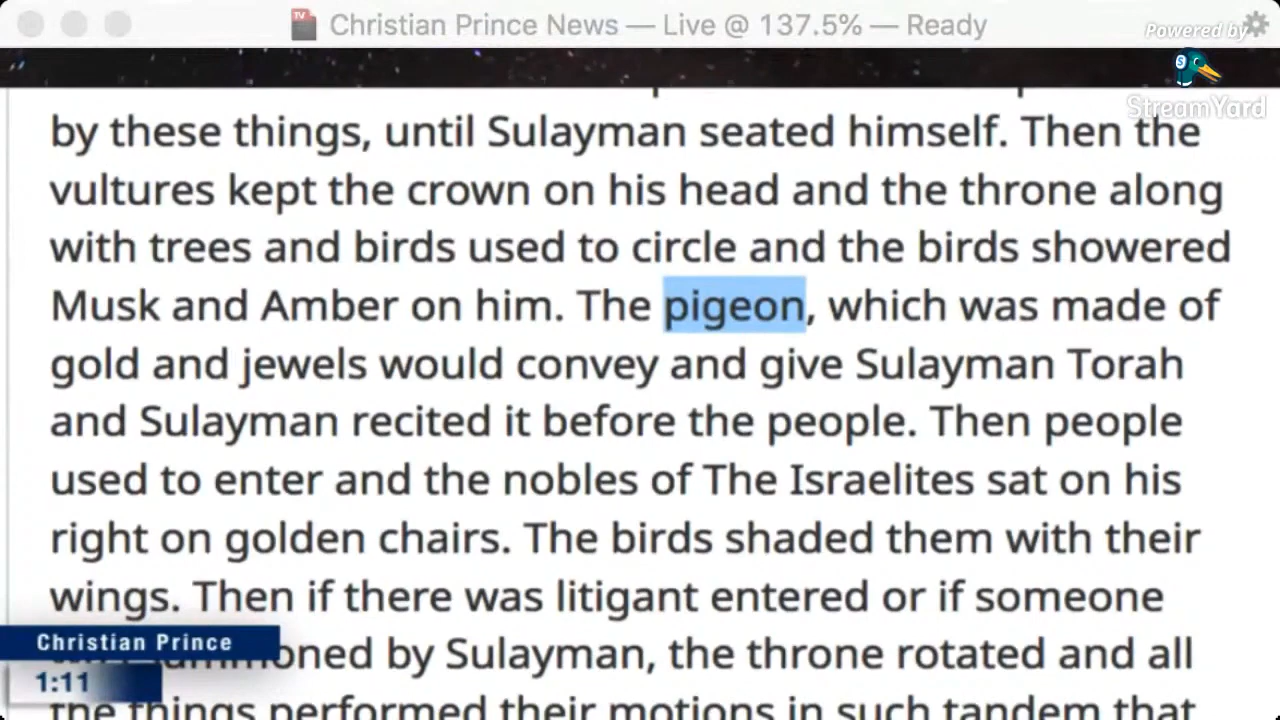 Christian Prince News — Live @ 137.5% — Ready
Powered by
StreamYard
by these things, until Sulayman seated himself. Then the
vultures kept the crown on his head and the throne along
with trees and birds used to circle and the birds showered
Musk and Amber on him. The pigeon, which was made of
gold and jewels would convey and give Sulayman Torah
and Sulayman recited it before the people. Then people
used to enter and the nobles of The Israelites sat on his
right on golden chairs. The birds shaded them with their
wings. Then if there was litigant entered or if someone
by Sulayman, the throne rotated and all
the things performed their motions in such tandem that
Christian Prince
1:11